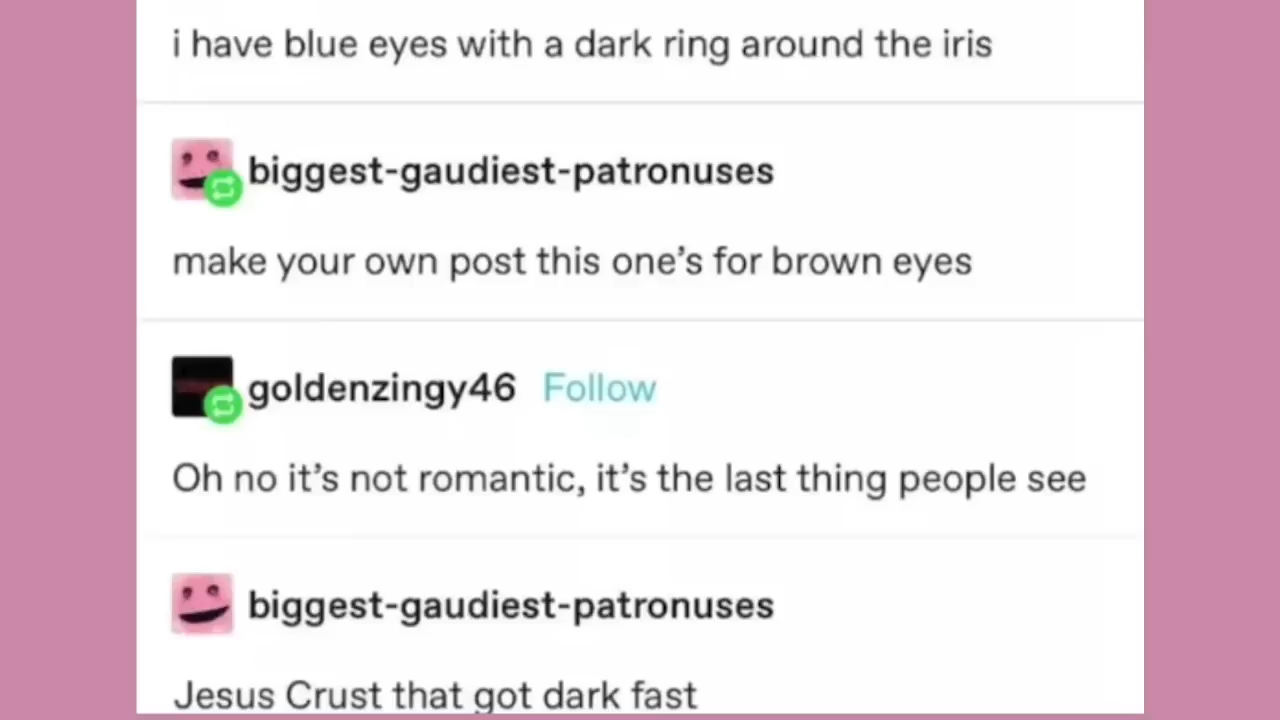 i have blue eyes with a dark ring around the iris
biggest-gaudiest-patronuses
make your own post this one’s for brown eyes
goldenzingy46 Follow
Oh no it’s not romantic, it’s the last thing people see
biggest-gaudiest-patronuses
Jesus Crust that got dark fast